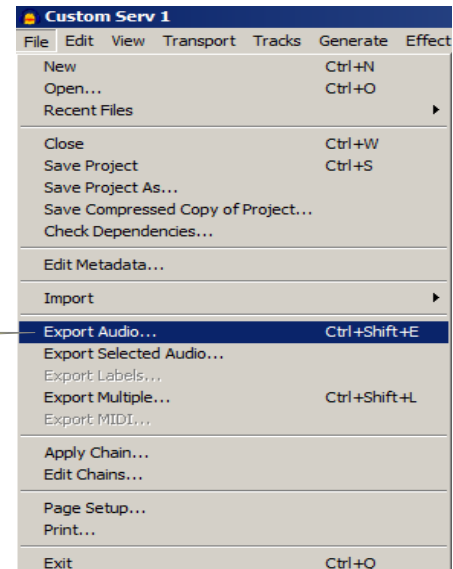 Custom Serv 1
File Edit View Transport Tracks Generate Effect
New Ctrl+N
Open... Ctrl+O
Recent Files
Close Ctrl+W
Save Project Ctrl+S
Save Project As...
Save Compressed Copy of Project...
Check Dependencies...
Edit Metadata...
Import
Export Audio... Ctrl+Shift+E
Export Selected Audio...
Export Labels...
Export Multiple... Ctrl+Shift+L
Export MIDI...
Apply Chain...
Edit Chains...
Page Setup...
Print...
Exit Ctrl+Q